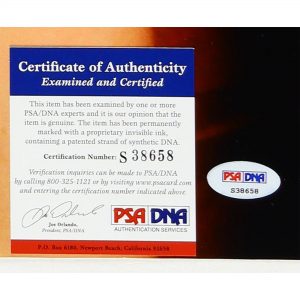 Certificate of Authenticity
Examined and Certified
This item has been examined by one or more
PSA/DNA experts and it is our opinion that the
item is genuine. The item has been permanently
marked with a proprietary invisible ink,
containing a patented strand of synthetic DNA.
Certification Number: S 38658
Verification inquiries can be made to PSA/DNA
by calling 800-325-1121 or by visiting www.psacard.com
and entering the certification number indicated above.
Joe Orlando,
President, PSA/DNA
PSA DNA
AUTHENTICATION SERVICES
P.O. Box 6180, Newport Beach, California 92658
PSA DNA
S38658